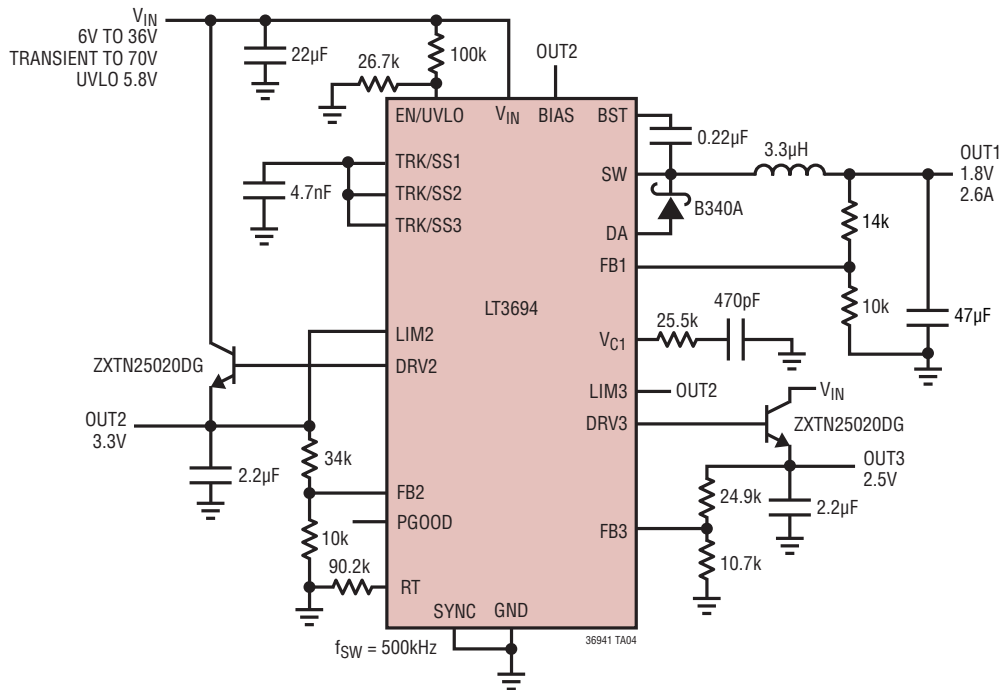 VIN
6V TO 36V
TRANSIENT TO 70V
UVLO 5.8V
22µF
26.7k
100k
OUT2
EN/UVLO
VIN
BIAS
BST
0.22µF
3.3µH
OUT1
1.8V
2.6A
TRK/SS1
TRK/SS2
TRK/SS3
4.7nF
SW
B340A
DA
14k
FB1
LT3694
470pF
25.5k
10k
47µF
LIM2
VC1
ZXTN25020DG
DRV2
LIM3
OUT2
VIN
DRV3
ZXTN25020DG
OUT2
3.3V
34k
2.2µF
OUT3
2.5V
FB2
24.9k
2.2µF
PGOOD
10k
FB3
10.7k
90.2k
RT
SYNC
GND
fSW = 500kHz
36941 TA04